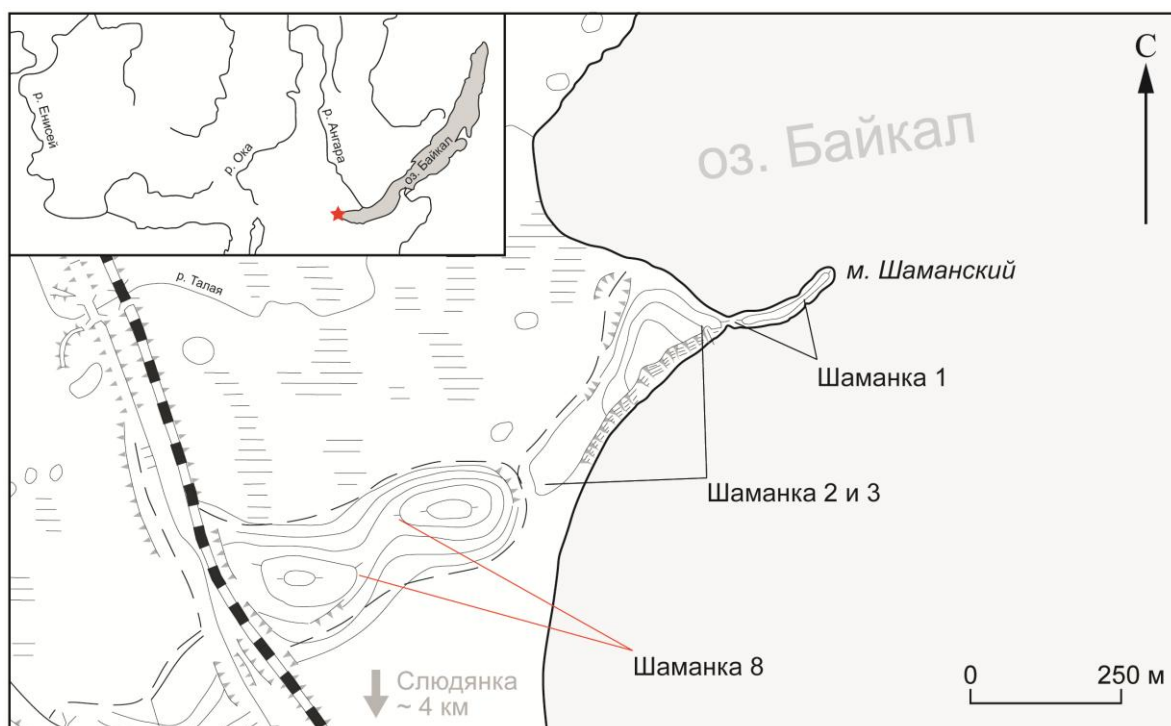 р. Енисей
р. Ока
р. Ангара
оз. Байкал
С
оз. Байкал
р. Талая
м. Шаманский
Шаманка 1
Шаманка 2 и 3
Шаманка 8
Слюдянка
~ 4 км
0 250 м